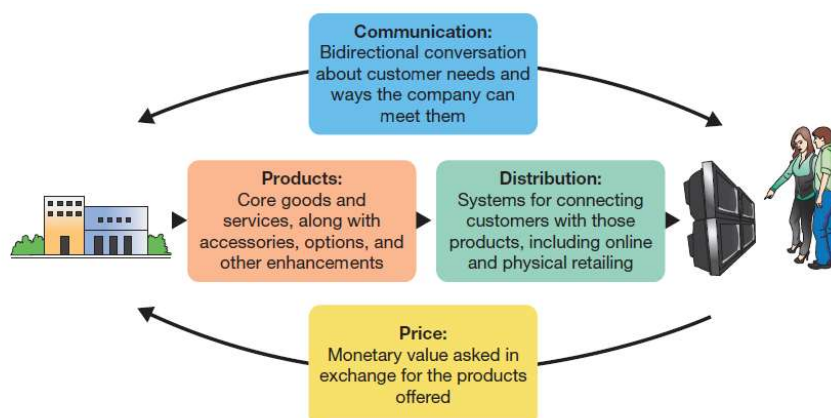 Communication:
Bidirectional conversation
about customer needs and
ways the company can
meet them
Products:
Core goods and
services, along with
accessories, options, and
other enhancements
Distribution:
Systems for connecting
customers with those
products, including online
and physical retailing
Price:
Monetary value asked in
exchange for the products
offered